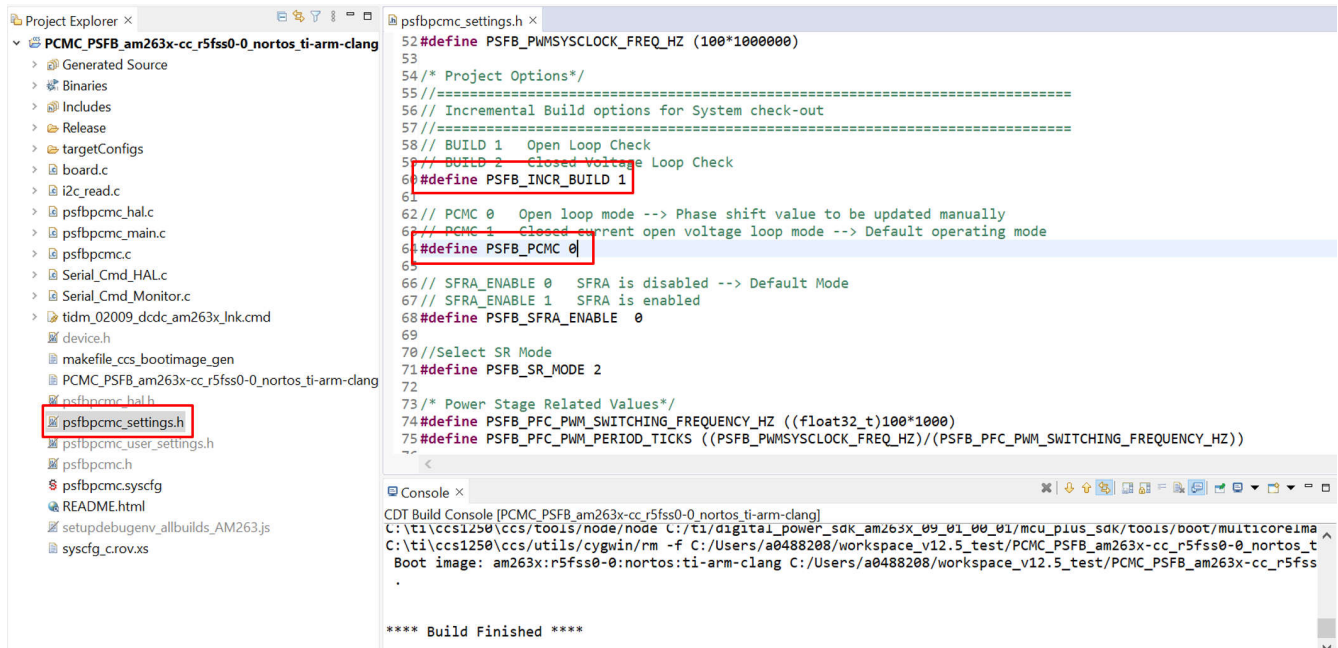 Project Explorer ×
PCMC_PSFB_am263x-cc_r5fss0-0_nortos_ti-arm-clang
Generated Source
Binaries
Includes
Release
targetConfigs
board.c
i2c_read.c
psfbpcmc_hal.c
psfbpcmc_main.c
psfbpcmc.c
Serial_Cmd_HAL.c
Serial_Cmd_Monitor.c
tidm_02009_dcdc_am263x_lnk.cmd
device.h
makefile_ccs_bootimage_gen
PCMC_PSFB_am263x-cc_r5fss0-0_nortos_ti-arm-clang
psfbpcmc_hal.h
psfbpcmc_settings.h
psfbpcmc_user_settings.h
psfbpcmc.h
psfbpcmc.syscfg
README.html
setupdebugenv_allbuilds_AM263.js
syscfg_c.rov.xs
psfbpcmc_settings.h ×
52 #define PSFB_PWMSYSCLOCK_FREQ_HZ (100*1000000)
53
54 /* Project Options*/
55 //==============================================================================
56 // Incremental Build options for System check-out
57 //==============================================================================
58 // BUILD 1   Open Loop Check
59 // BUILD 2   Closed Voltage Loop Check
60 #define PSFB_INCR_BUILD 1
61
62 // PCMC 0   Open loop mode --> Phase shift value to be updated manually
63 // PCMC 1   Closed current open voltage loop mode --> Default operating mode
64 #define PSFB_PCMC 0
65
66 // SFRA_ENABLE 0   SFRA is disabled --> Default Mode
67 // SFRA_ENABLE 1   SFRA is enabled
68 #define PSFB_SFRA_ENABLE  0
69
70 //Select SR Mode
71 #define PSFB_SR_MODE 2
72
73 /* Power Stage Related Values*/
74 #define PSFB_PFC_PWM_SWITCHING_FREQUENCY_HZ ((float32_t)100*1000)
75 #define PSFB_PFC_PWM_PERIOD_TICKS ((PSFB_PWMSYSCLOCK_FREQ_HZ)/(PSFB_PFC_PWM_SWITCHING_FREQUENCY_HZ))
Console ×
CDT Build Console [PCMC_PSFB_am263x-cc_r5fss0-0_nortos_ti-arm-clang]
C:\ti\ccs1250\ccs/tools/node/node C:/ti/digital_power_sdk_am263x_09_01_00_01/mcu_plus_sdk/tools/boot/multicoreIma
C:\ti\ccs1250\ccs/utils/cygwin/rm -f C:/Users/a0488208/workspace_v12.5_test/PCMC_PSFB_am263x-cc_r5fss0-0_nortos_t
Boot image: am263x:r5fss0-0:nortos:ti-arm-clang C:/Users/a0488208/workspace_v12.5_test/PCMC_PSFB_am263x-cc_r5fss
.
**** Build Finished ****